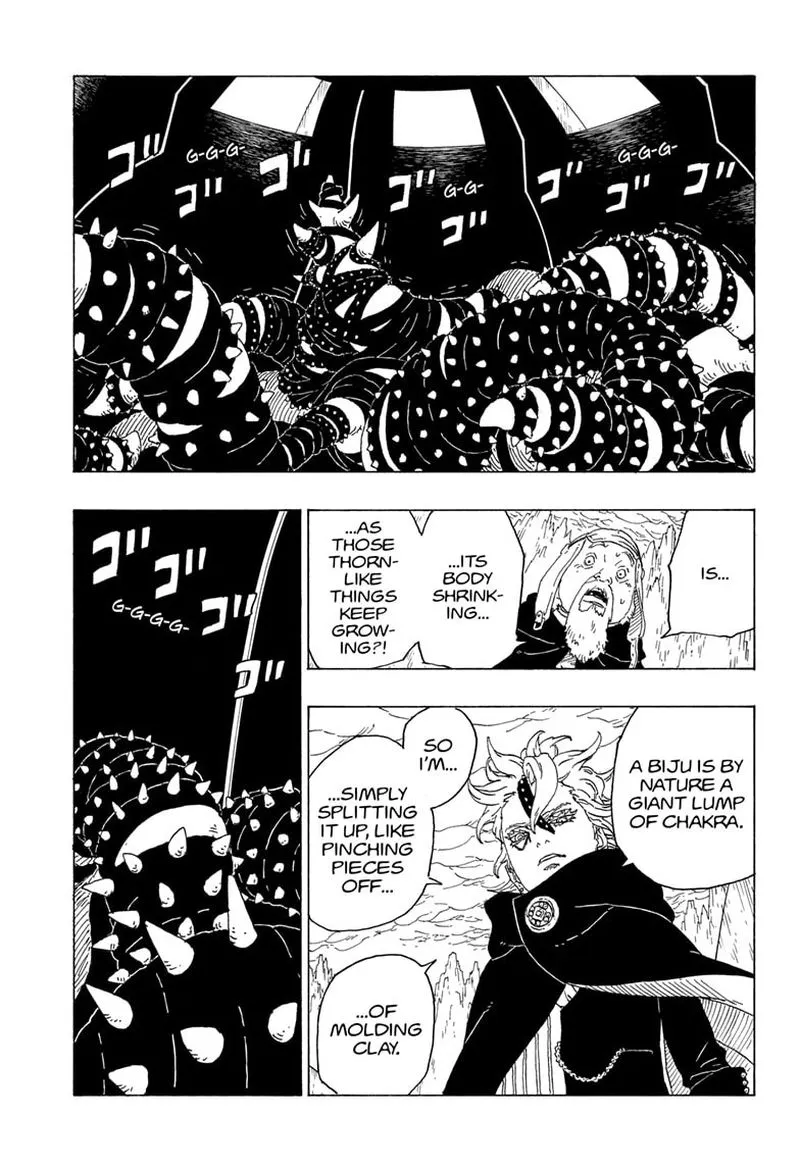 ゴ
G-G-G-
ゴ
ゴ
ゴ
G-G-
ゴ
ゴ
G-G-G-
ゴ
ゴ
IS...
...ITS
BODY
SHRINK-
ING...
...AS
THOSE
THORN-
LIKE
THINGS
KEEP
GROW-
ING?!
ゴ
ゴ
G-G-G-G-
ゴ
ゴ
A BIJU IS BY
NATURE A
GIANT LUMP
OF CHAKRA.
SO
I'M...
...SIMPLY
SPLITTING
IT UP, LIKE
PINCHING
PIECES
OFF...
...OF
MOLDING
CLAY.